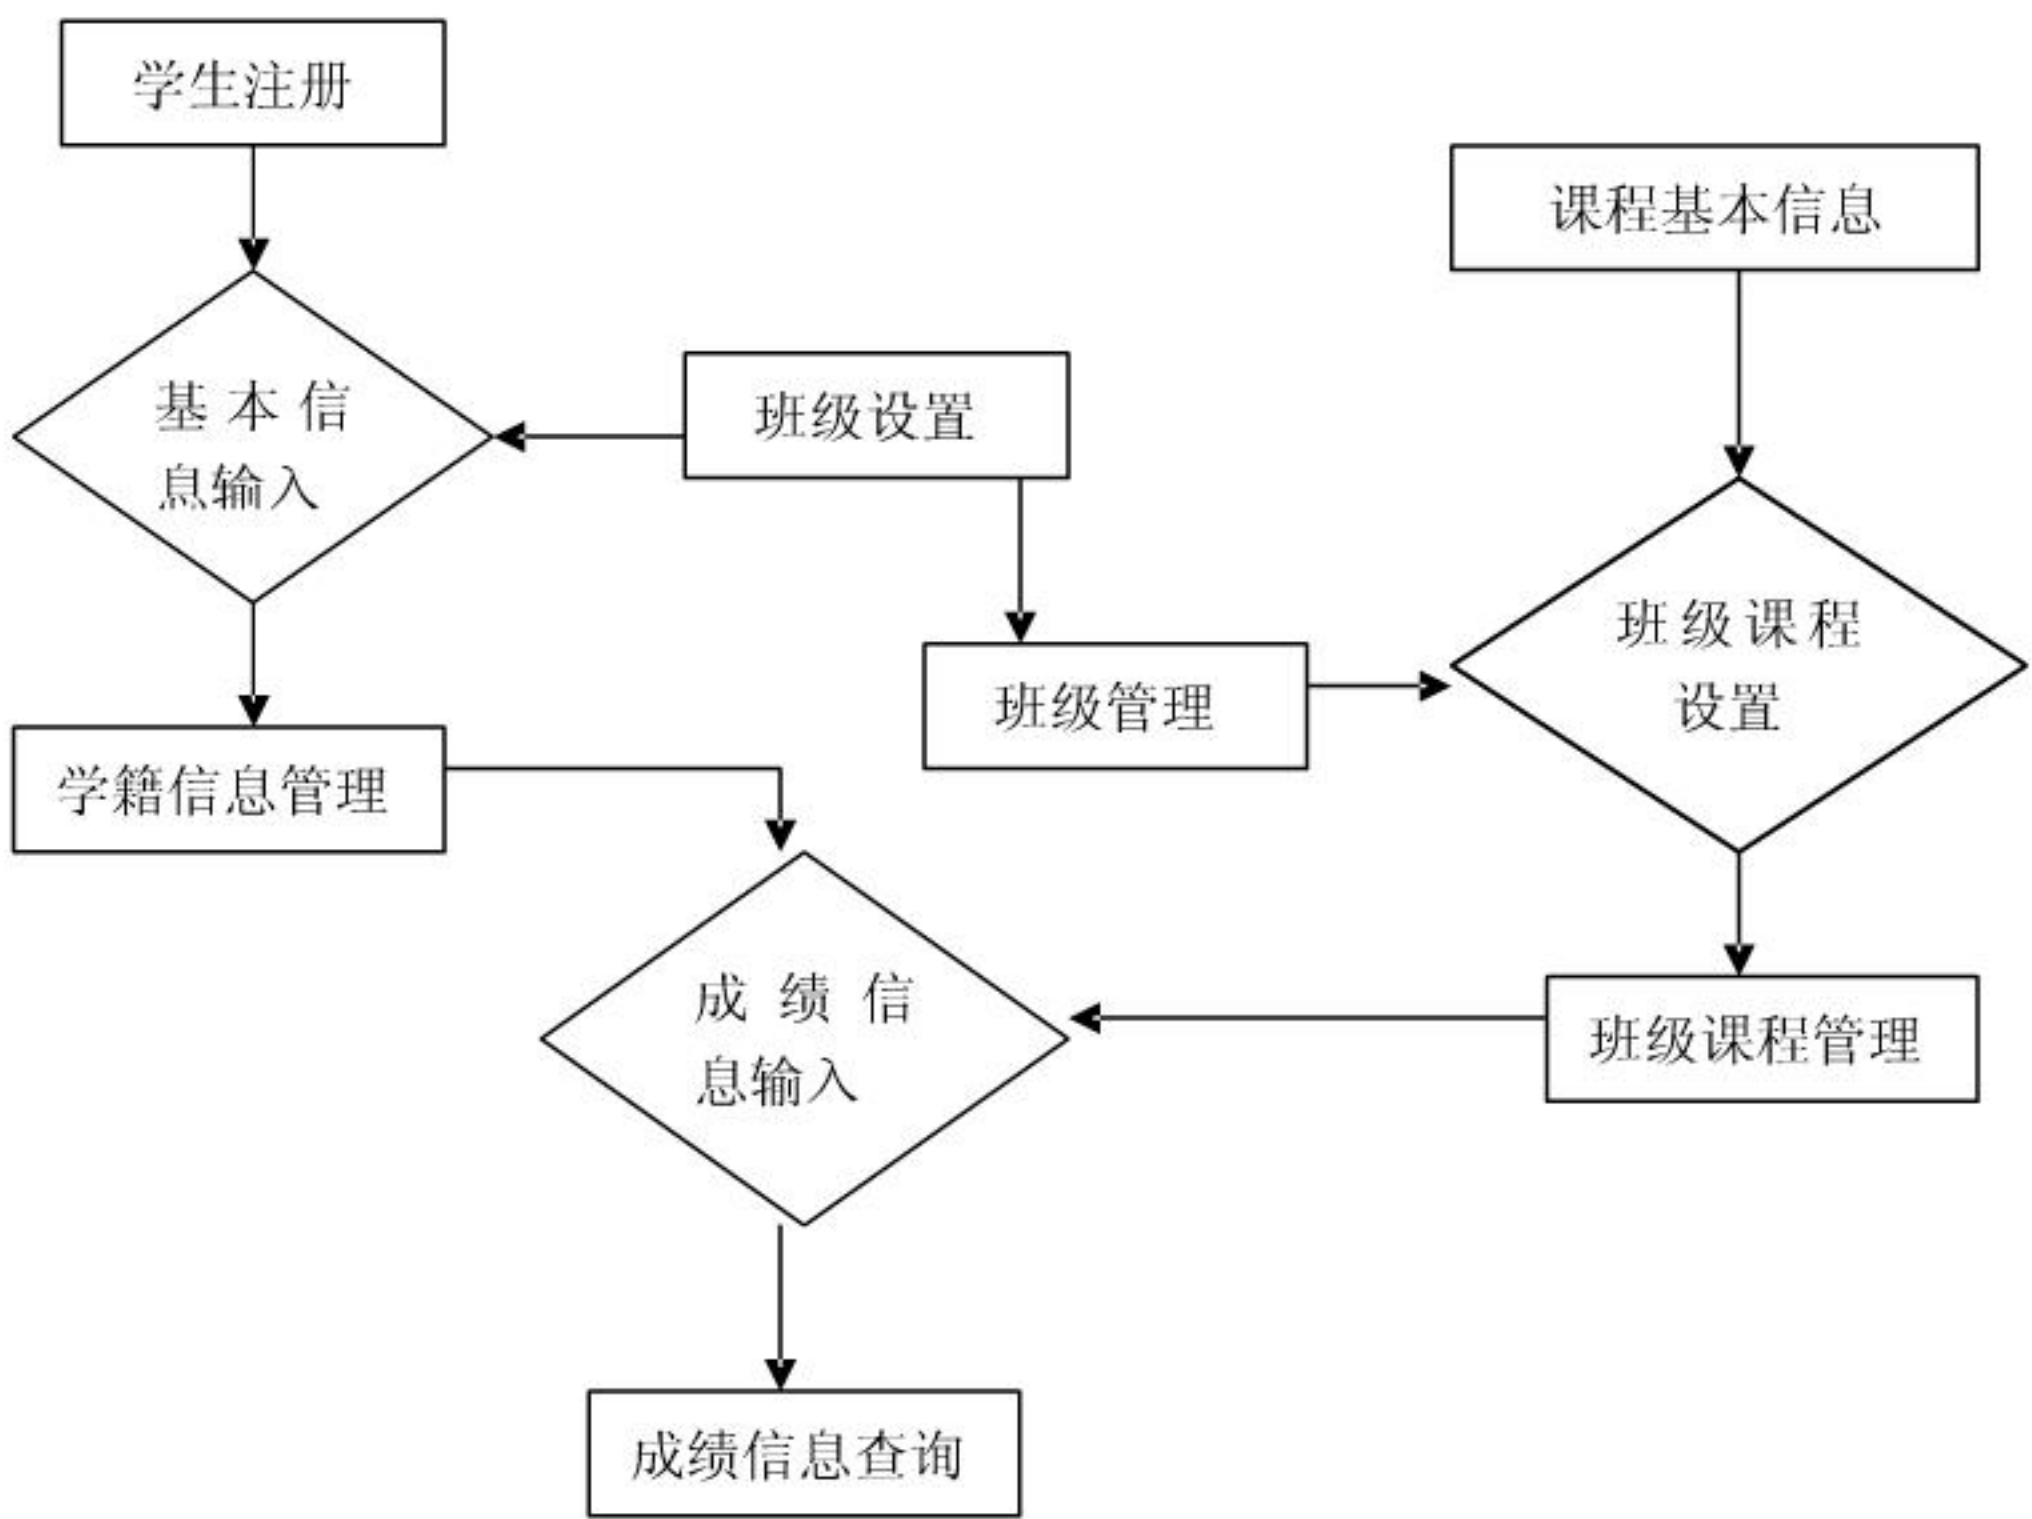 学生注册
课程基本信息
基本信
息输入
班级设置
班级课程
设置
班级管理
学籍信息管理
成绩信
息输入
班级课程管理
成绩信息查询